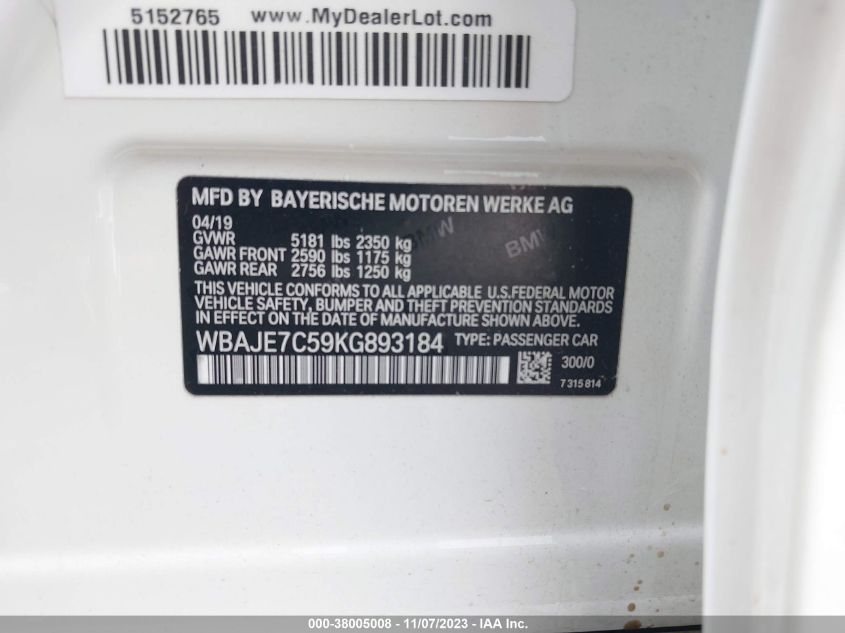 5152765 www.MyDealerLot.com
MFD BY BAYERISCHE MOTOREN WERKE AG
04/19
GVWR 5181 lbs 2350 kg
GAWR FRONT 2590 lbs 1175 kg
GAWR REAR 2756 lbs 1250 kg
BMW BMW
THIS VEHICLE CONFORMS TO ALL APPLICABLE U.S.FEDERAL MOTOR
VEHICLE SAFETY, BUMPER AND THEFT PREVENTION STANDARDS
IN EFFECT ON THE DATE OF MANUFACTURE SHOWN ABOVE.
WBAJE7C59KG893184 TYPE: PASSENGER CAR
300/0
7 315 814
000-38005008 - 11/07/2023 - IAA Inc.